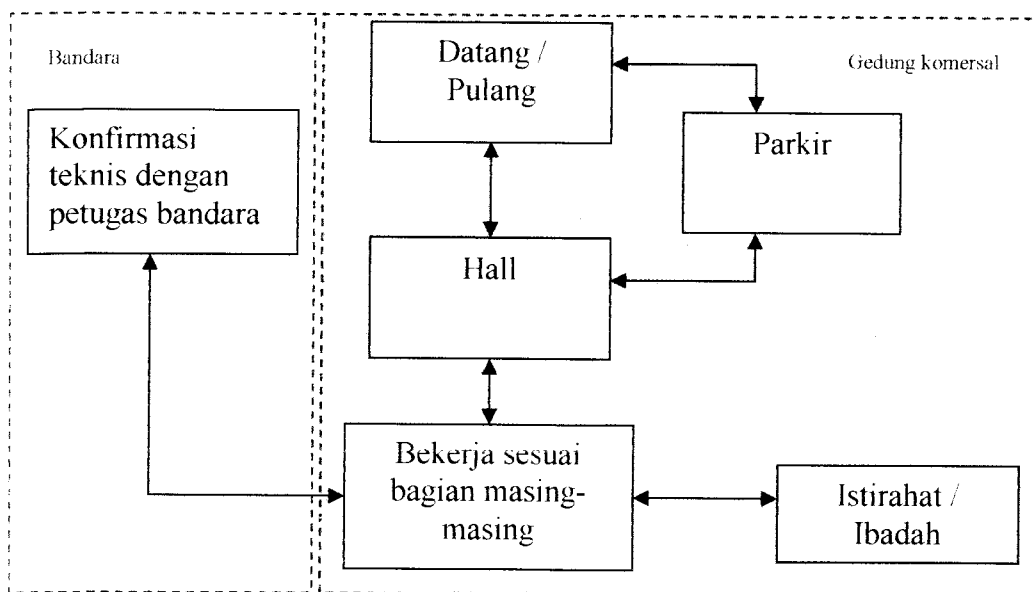 Bandara
Gedung komersal
Datang /
Pulang
Parkir
Konfirmasi
teknis dengan
petugas bandara
Hall
Bekerja sesuai
bagian masing-
masing
Istirahat /
Ibadah